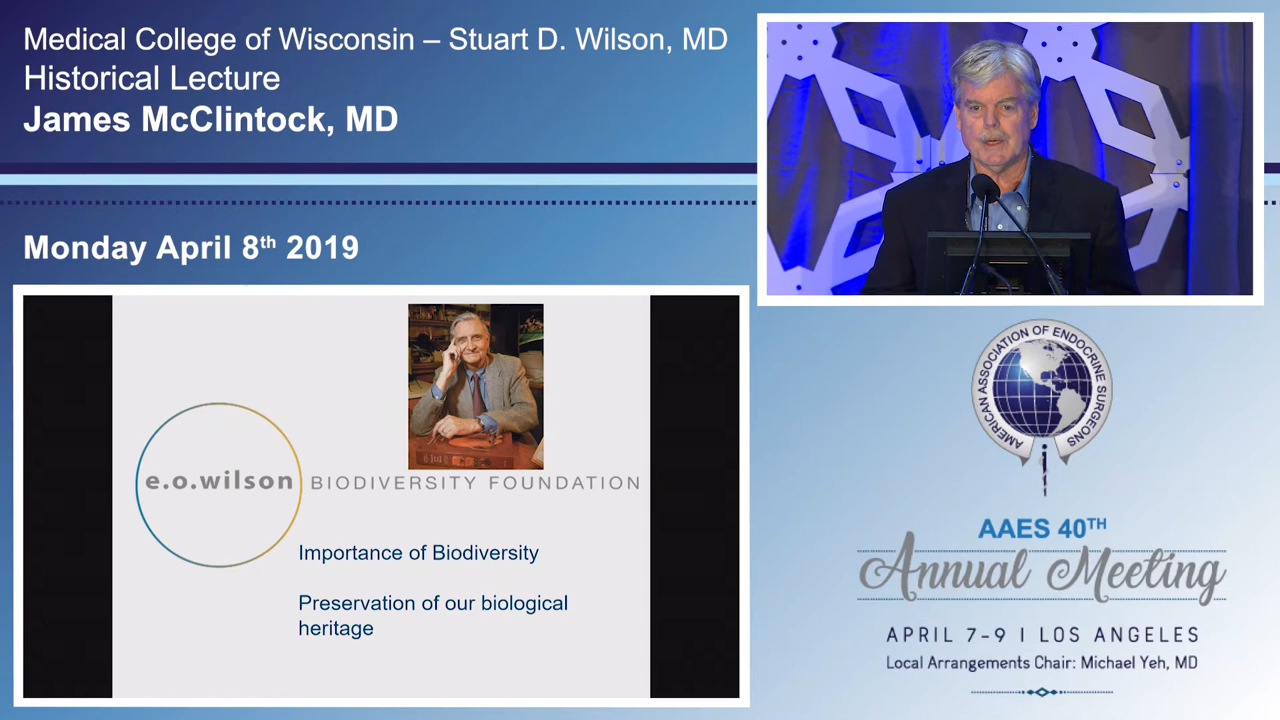 Medical College of Wisconsin – Stuart D. Wilson, MD
Historical Lecture
James McClintock, MD
Monday April 8th 2019
e.o.wilson BIODIVERSITY FOUNDATION
Importance of Biodiversity
Preservation of our biological
heritage
AMERICAN ASSOCIATION OF ENDOCRINE SURGEONS
AAES 40TH
Annual Meeting
APRIL 7-9 | LOS ANGELES
Local Arrangements Chair: Michael Yeh, MD